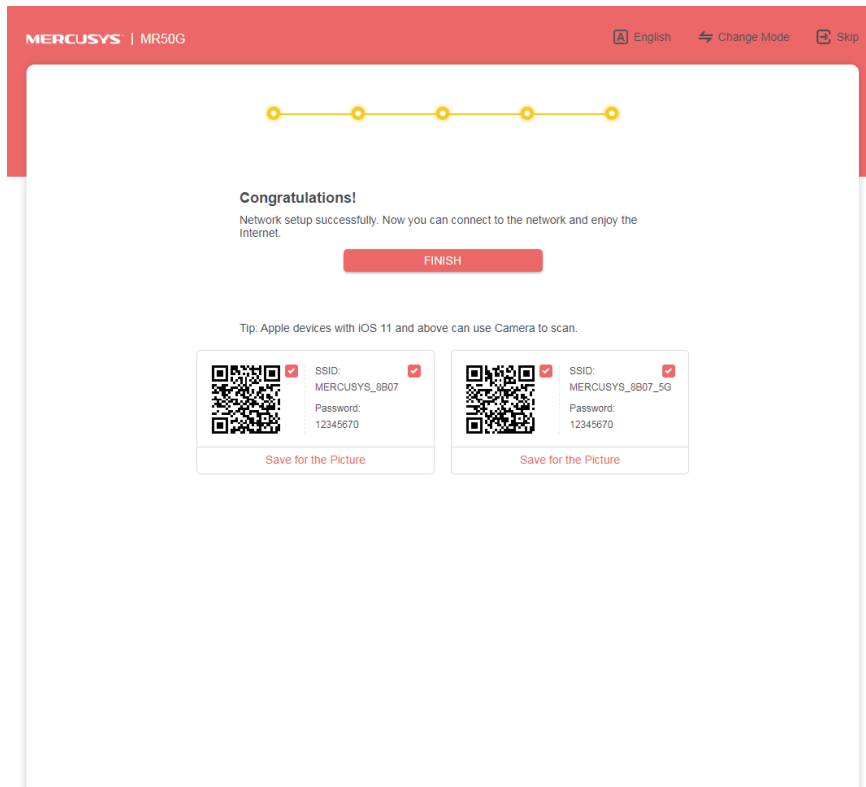 MERCUSYS | MR50G
A English
Change Mode
Skip
Congratulations!
Network setup successfully. Now you can connect to the network and enjoy the
Internet.
FINISH
Tip: Apple devices with iOS 11 and above can use Camera to scan.
SSID:
MERCUSYS_8B07
Password:
12345670
Save for the Picture
SSID:
MERCUSYS_8B07_5G
Password:
12345670
Save for the Picture